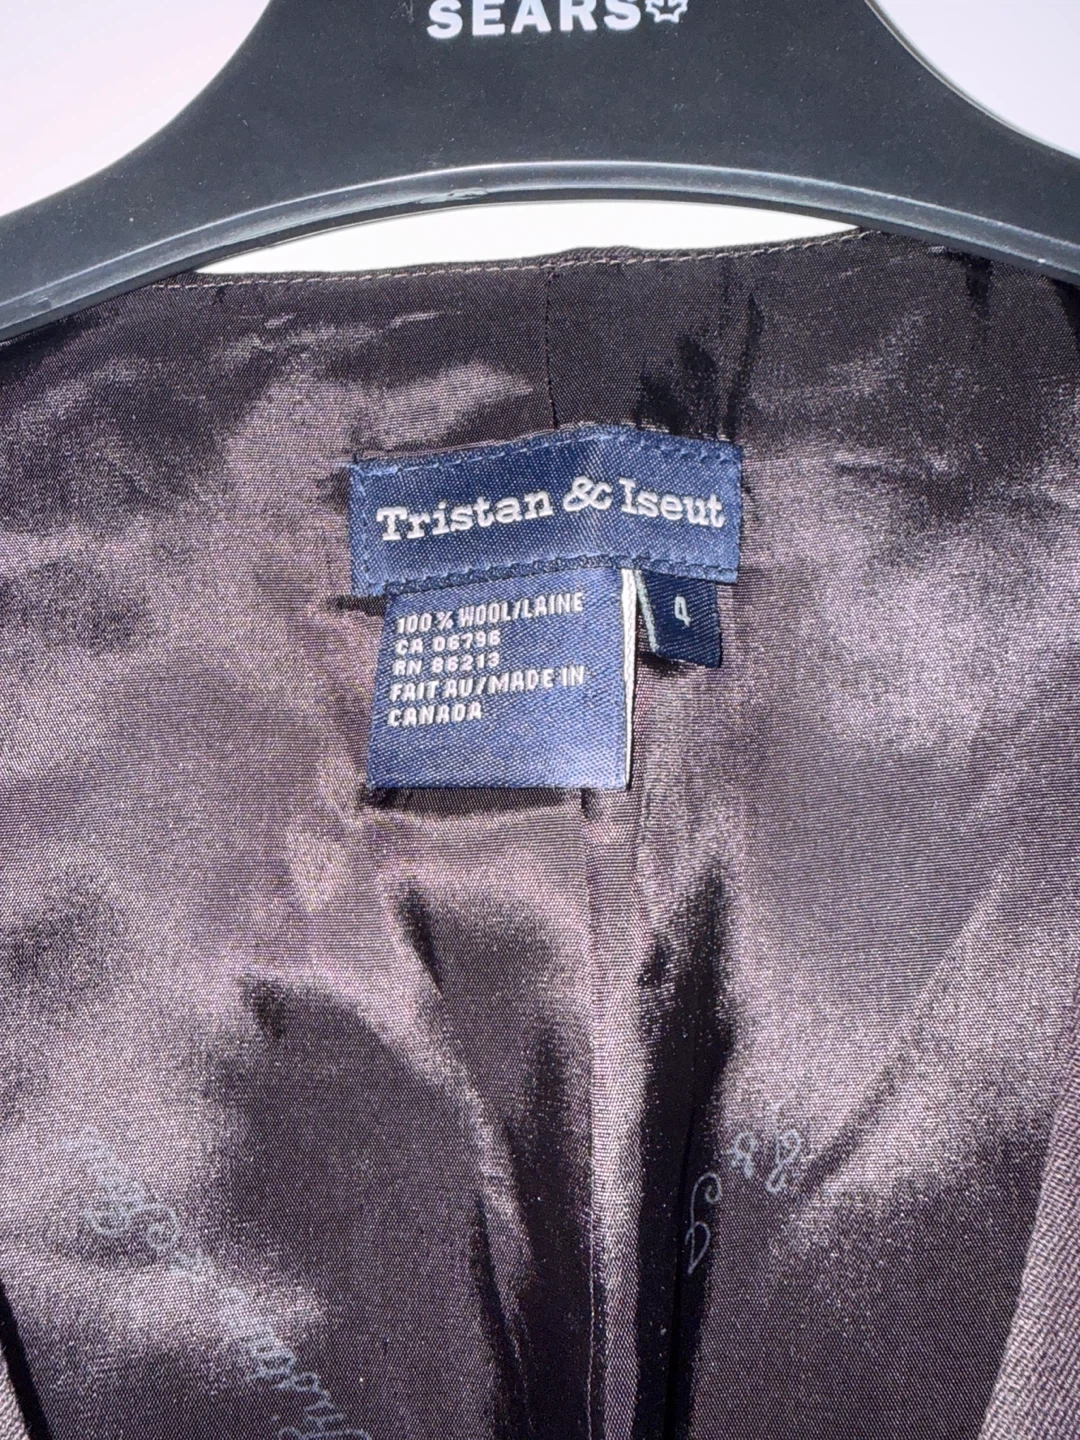 SEARS
Tristan & Iseut
100% WOOL/LAINE
CA 06796
RN 86213
FAIT AU/MADE IN
CANADA
4